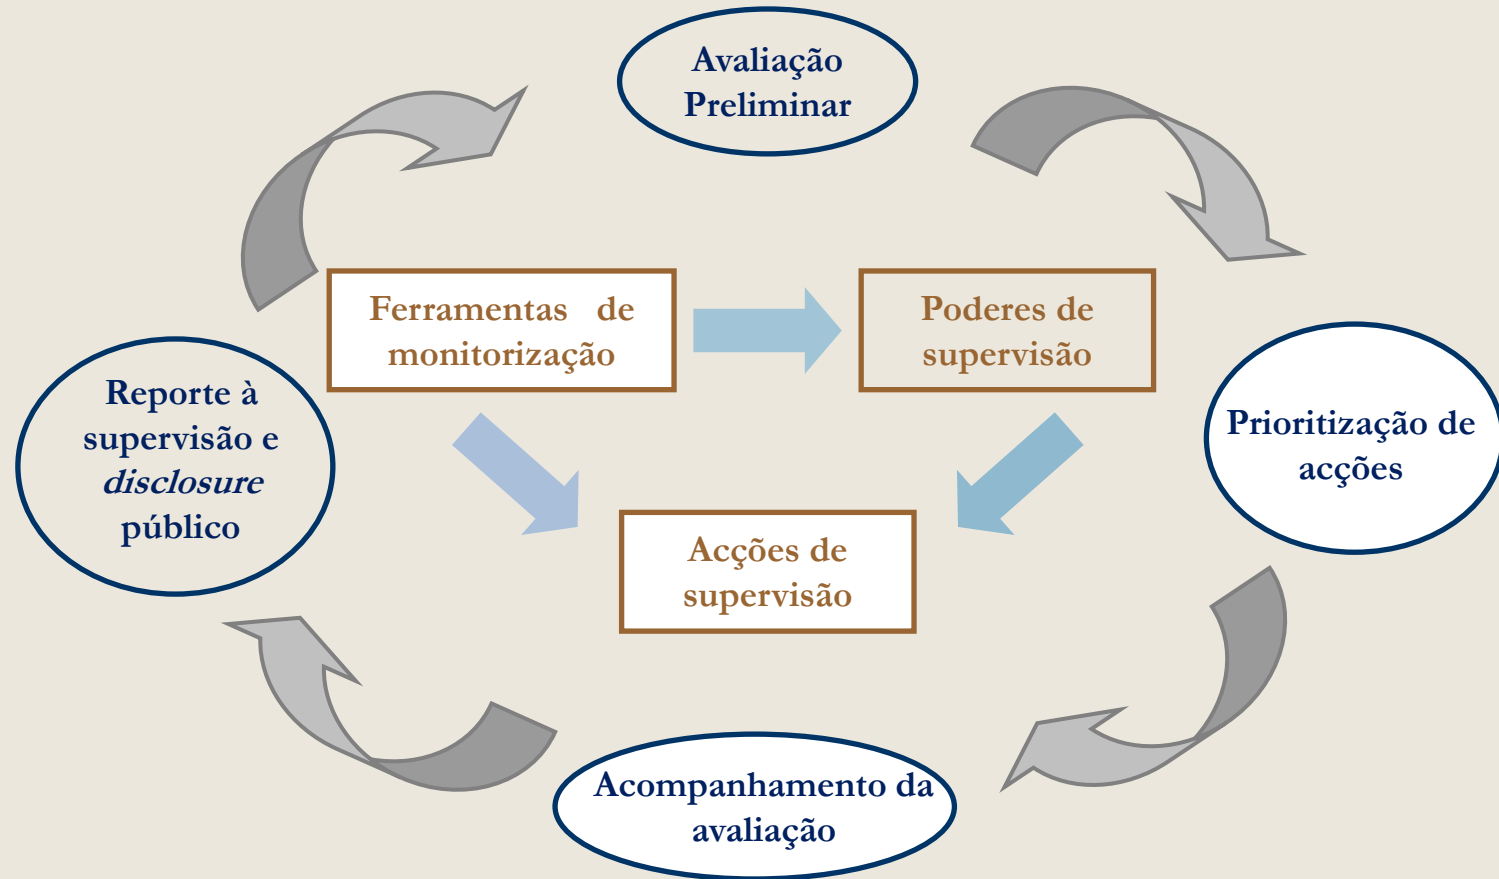 Avaliação
Preliminar
Ferramentas de
monitorização
Poderes de
supervisão
Reporte à
supervisão e
disclosure
público
Prioritização de
acções
Acções de
supervisão
Acompanhamento da
avaliação